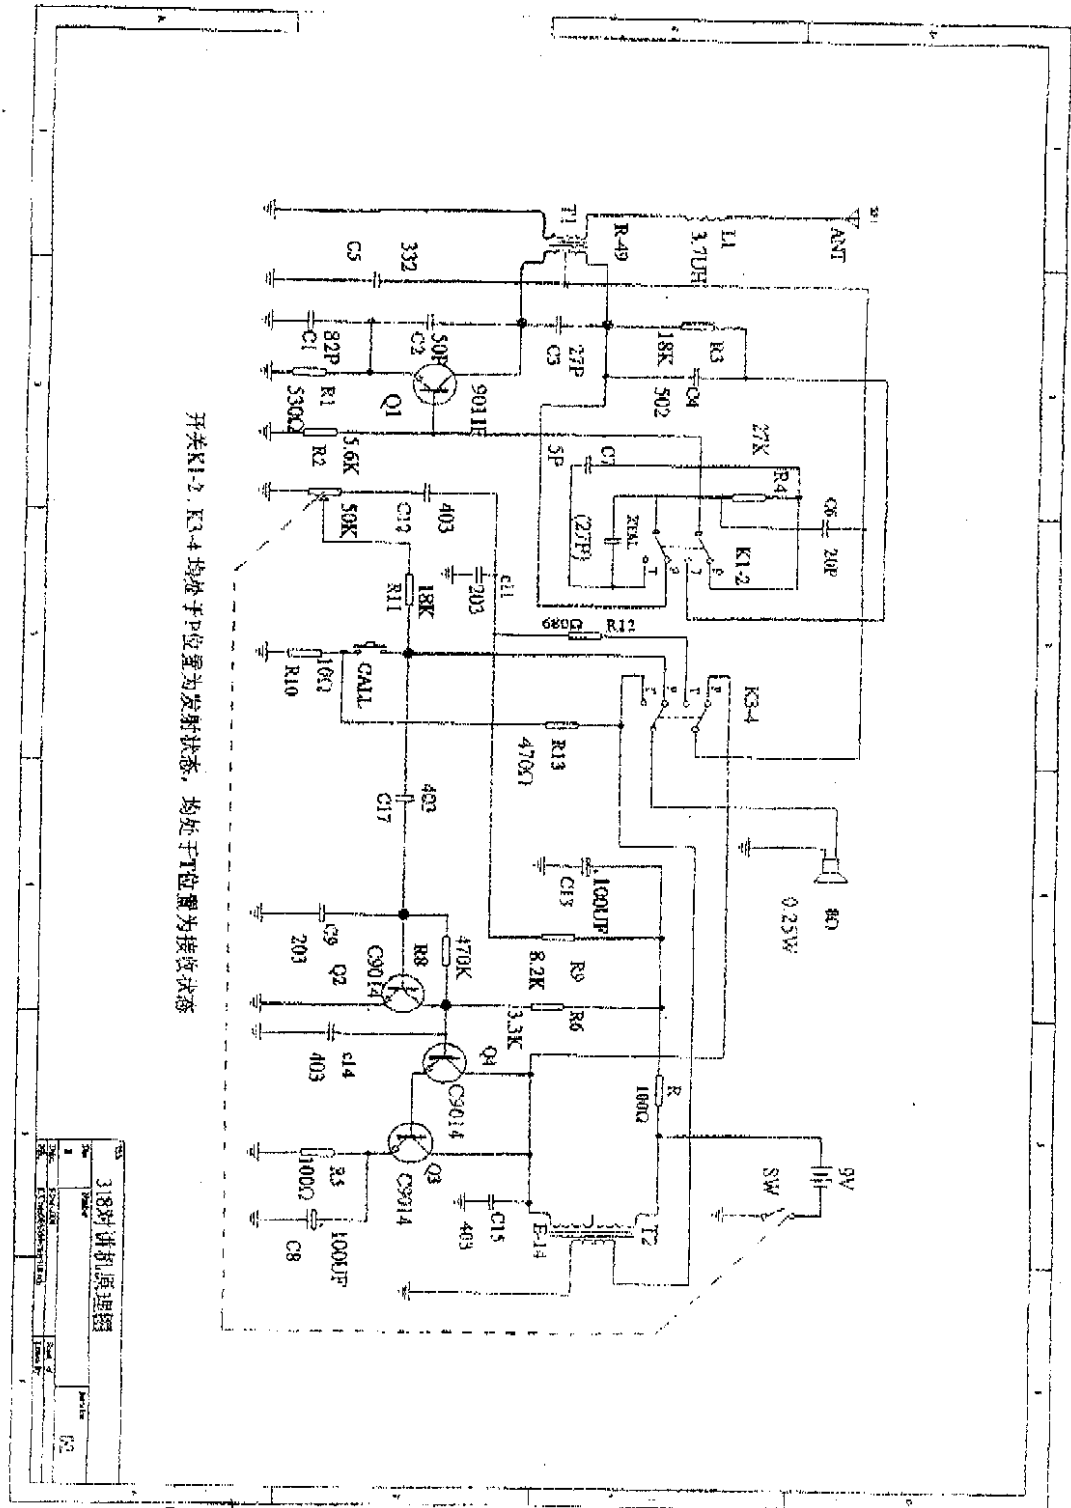 ANT
L1
3.7UH
T1
R-49
332
C5
R3
18K
C4
502
27P
C3
50P
C2
82P
C1
R1
530Ω
9011F
Q1
5.6K
R2
27K
R4
C7
5P
XTAL
(27P)
C6
20P
K1-2
P
T
P
T
403
C12
50K
c11
203
18K
R11
680Ω
R12
K3-4
P
T
P
T
CALL
10Ω
R10
R13
470Ω
403
C17
8Ω
0.25W
100UF
C13
R9
8.2K
R6
3.3K
470K
R8
C9
203
Q2
C9014
c14
403
Q4
C9014
Q3
C9014
R5
100Ω
100UF
C8
R
100Ω
C15
403
E-14
T2
9V
SW
开关K1-2、K3-4 均处于P位置为发射状态，均处于T位置为接收状态
318对讲机原理图